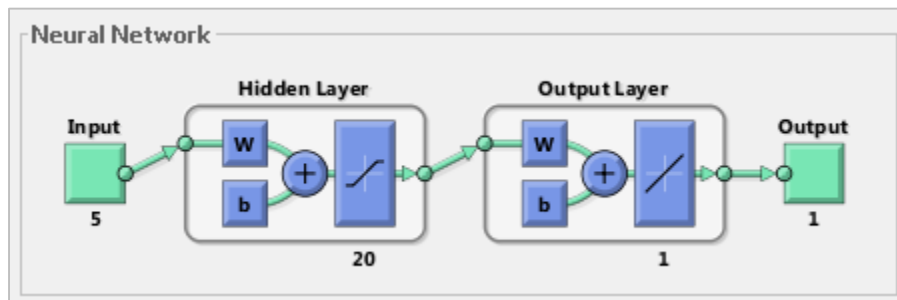 Neural Network
Hidden Layer
Output Layer
Input
Output
W
W
+
+
b
b
5
20
1
1